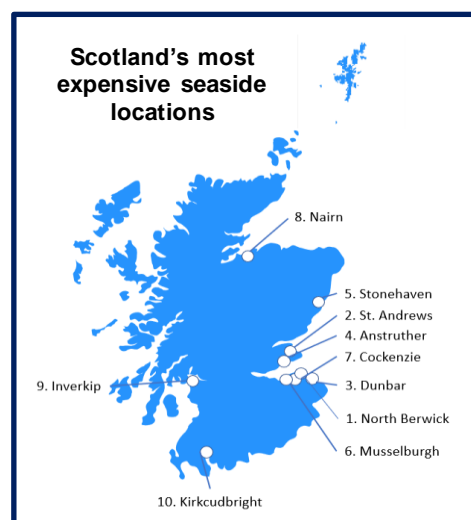 Scotland's most
expensive seaside
locations
8. Nairn
5. Stonehaven
2. St. Andrews
4. Anstruther
7. Cockenzie
9. Inverkip
3. Dunbar
1. North Berwick
6. Musselburgh
10. Kirkcudbright